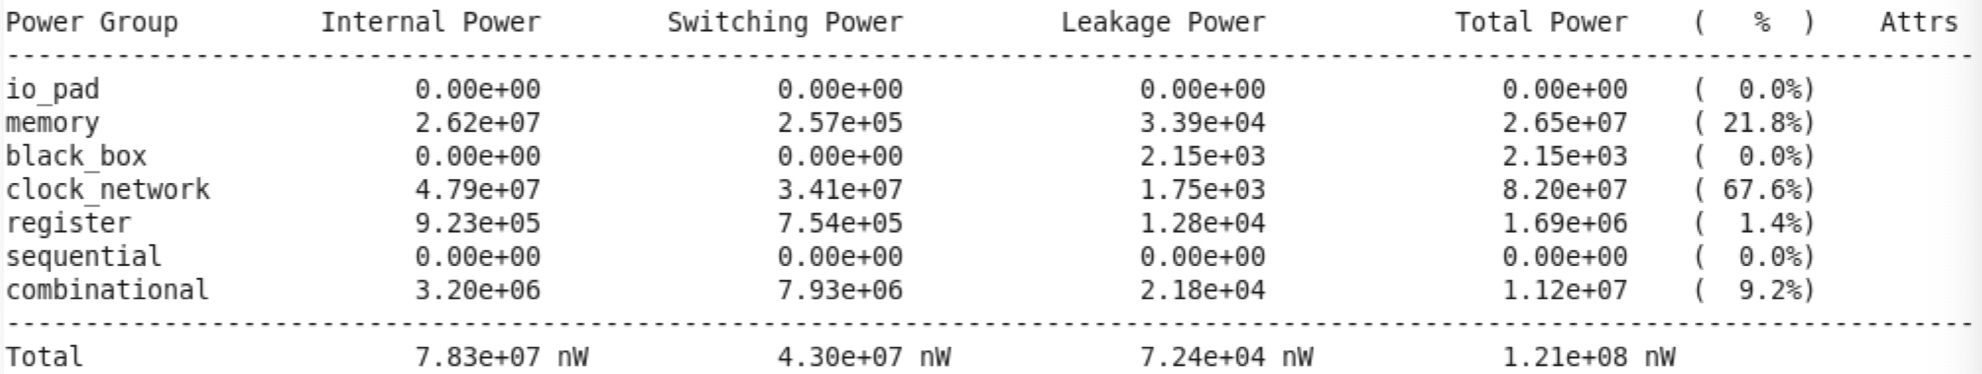 Power Group Internal Power Switching Power Leakage Power Total Power ( % ) Attrs
--------------------------------------------------------------------------------
io_pad 0.00e+00 0.00e+00 0.00e+00 0.00e+00 ( 0.0%)
memory 2.62e+07 2.57e+05 3.39e+04 2.65e+07 ( 21.8%)
black_box 0.00e+00 0.00e+00 2.15e+03 2.15e+03 ( 0.0%)
clock_network 4.79e+07 3.41e+07 1.75e+03 8.20e+07 ( 67.6%)
register 9.23e+05 7.54e+05 1.28e+04 1.69e+06 ( 1.4%)
sequential 0.00e+00 0.00e+00 0.00e+00 0.00e+00 ( 0.0%)
combinational 3.20e+06 7.93e+06 2.18e+04 1.12e+07 ( 9.2%)
--------------------------------------------------------------------------------
Total 7.83e+07 nW 4.30e+07 nW 7.24e+04 nW 1.21e+08 nW